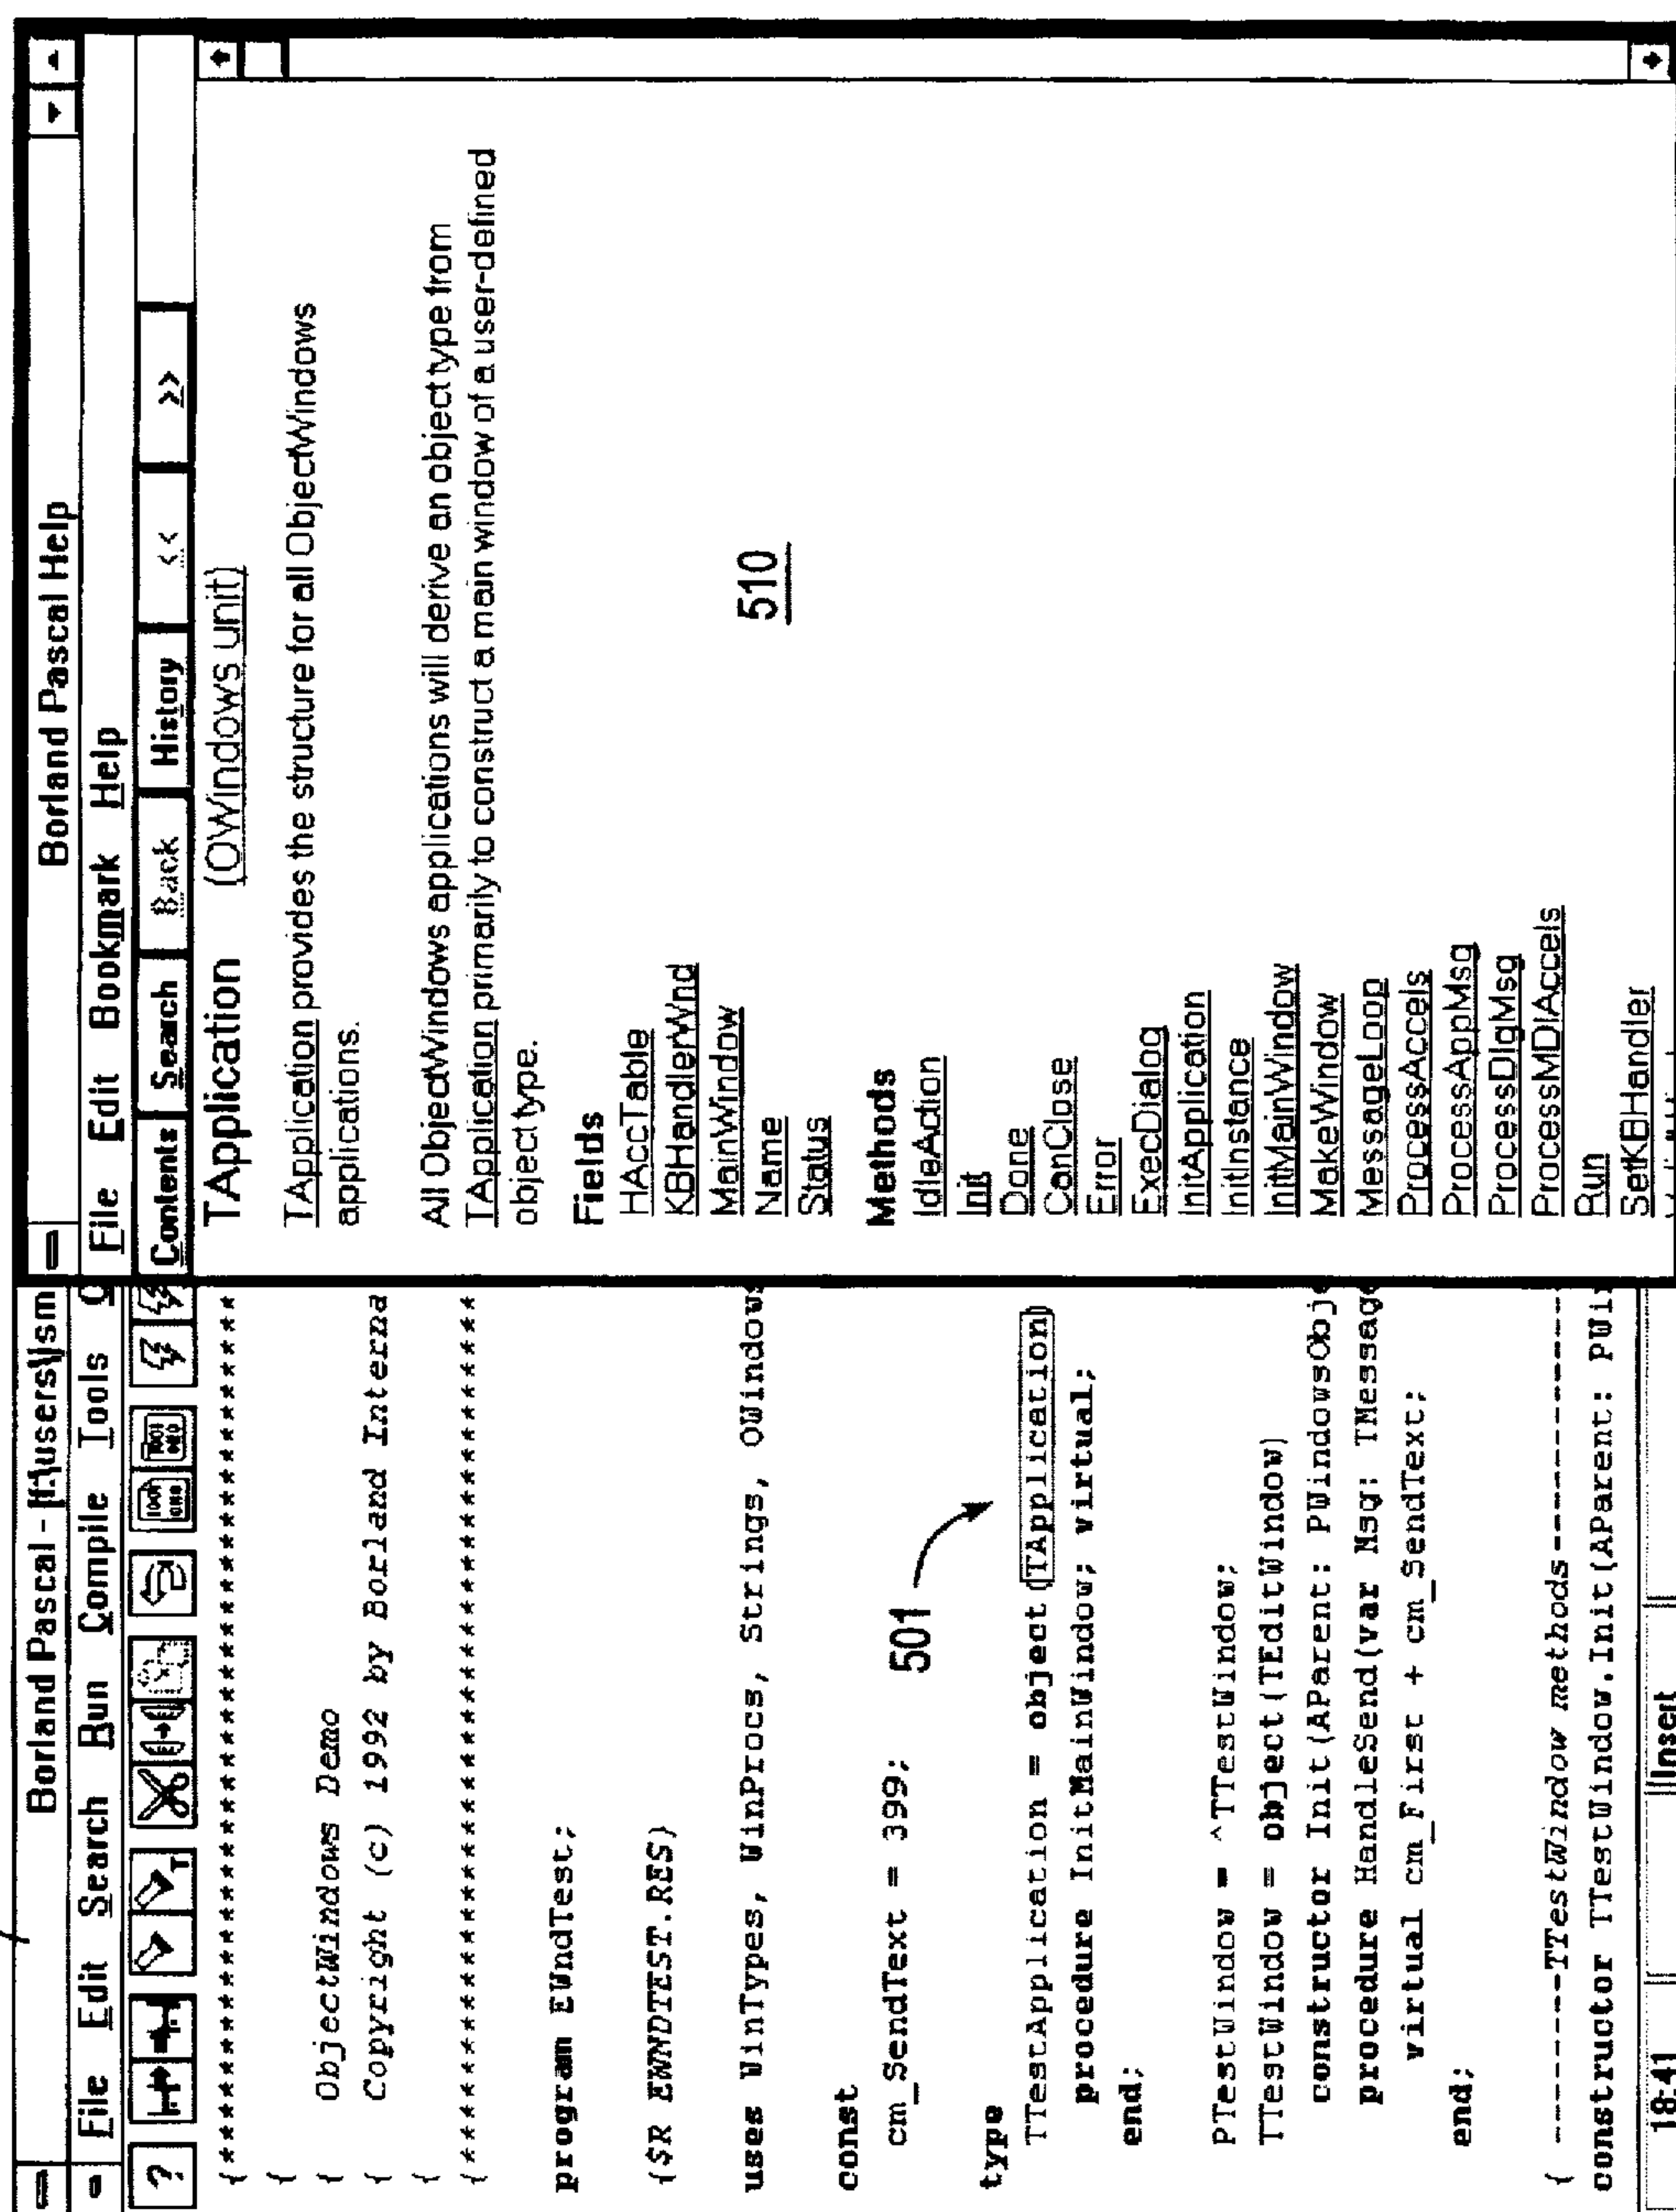 Borland Pascal - [f:\users\lsm
File Edit Search Run Compile Tools O
?
{*****************************************
{
{ ObjectWindows Demo
{ Copyright (c) 1992 by Borland Interna
{
{*****************************************
program EWndTest;
{$R EWNDTEST.RES}
uses WinTypes, WinProcs, Strings, OWindows
const
cm_SendText = 399;
501
type
TTestApplication = object(TApplication)
procedure InitMainWindow; virtual;
end;
PTestWindow = ^TTestWindow;
TTestWindow = object(TEditWindow)
constructor Init(AParent: PWindowsObje
procedure HandleSend(var Msg: TMessage
virtual cm_First + cm_SendText;
end;
{ -------TTestWindow methods---------------
constructor TTestWindow.Init(AParent: PWi
18:41 Insert
Borland Pascal Help
File Edit Bookmark Help
Contents Search Back History << >>
TApplication (OWindows unit)
TApplication provides the structure for all ObjectWindows
applications.
All ObjectWindows applications will derive an object type from
TApplication primarily to construct a main window of a user-defined
object type.
510
Fields
HAccTable
KBHandlerWnd
MainWindow
Name
Status
Methods
IdleAction
Init
Done
CanClose
Error
ExecDialog
InitApplication
InitInstance
InitMainWindow
MakeWindow
MessageLoop
ProcessAccels
ProcessAppMsg
ProcessDlgMsg
ProcessMDIAccels
Run
SetKBHandler